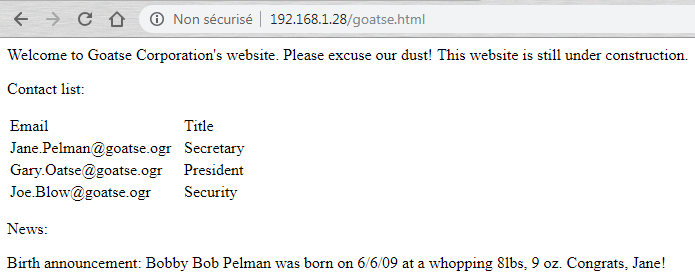 Non sécurisé | 192.168.1.28/goatse.html
Welcome to Goatse Corporation's website. Please excuse our dust! This website is still under construction.
Contact list:
Email Title
Jane.Pelman@goatse.ogr Secretary
Gary.Oatse@goatse.ogr President
Joe.Blow@goatse.ogr Security
News:
Birth announcement: Bobby Bob Pelman was born on 6/6/09 at a whopping 8lbs, 9 oz. Congrats, Jane!